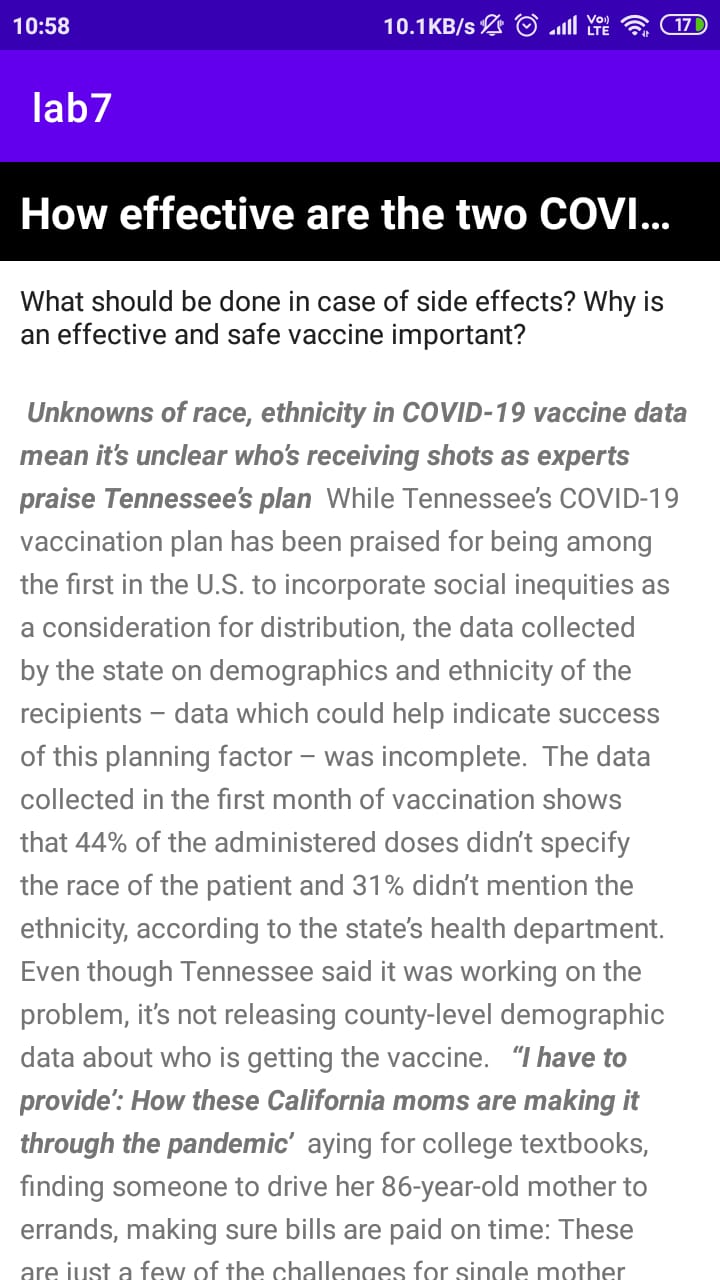 10:58 10.1KB/s Vo)) LTE 17
lab7
How effective are the two COVI...
What should be done in case of side effects? Why is
an effective and safe vaccine important?
Unknowns of race, ethnicity in COVID-19 vaccine data
mean it’s unclear who’s receiving shots as experts
praise Tennessee’s plan While Tennessee’s COVID-19
vaccination plan has been praised for being among
the first in the U.S. to incorporate social inequities as
a consideration for distribution, the data collected
by the state on demographics and ethnicity of the
recipients – data which could help indicate success
of this planning factor – was incomplete. The data
collected in the first month of vaccination shows
that 44% of the administered doses didn’t specify
the race of the patient and 31% didn’t mention the
ethnicity, according to the state’s health department.
Even though Tennessee said it was working on the
problem, it’s not releasing county-level demographic
data about who is getting the vaccine. “I have to
provide’: How these California moms are making it
through the pandemic’ aying for college textbooks,
finding someone to drive her 86-year-old mother to
errands, making sure bills are paid on time: These
are just a few of the challenges for single mother